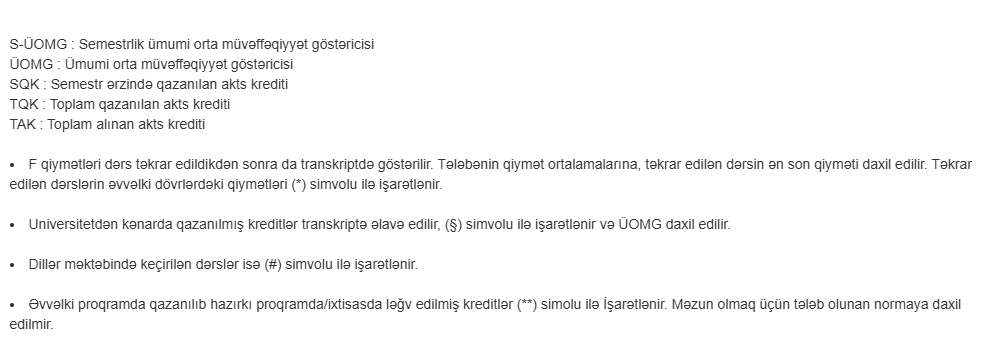 S-ÜOMG : Semestrlik ümumi orta müvəffəqiyyət göstəricisi
ÜOMG : Ümumi orta müvəffəqiyyət göstəricisi
SQK : Semestr ərzində qazanılan akts krediti
TQK : Toplam qazanılan akts krediti
TAK : Toplam alınan akts krediti
• F qiymətləri dərs təkrar edildikdən sonra da transkriptdə göstərilir. Tələbənin qiymət ortalamalarına, təkrar edilən dərsin ən son qiyməti daxil edilir. Təkrar
edilən dərslərin əvvəlki dövrlərdəki qiymətləri (*) simvolu ilə işarətlənir.
• Universitetdən kənarda qazanılmış kreditlər transkriptə əlavə edilir, (§) simvolu ilə işarətlənir və ÜOMG daxil edilir.
• Dillər məktəbində keçirilən dərslər isə (#) simvolu ilə işarətlənir.
• Əvvəlki proqramda qazanılıb hazırkı proqramda/ixtisasda ləğv edilmiş kreditlər (**) simolu ilə İşarətlənir. Məzun olmaq üçün tələb olunan normaya daxil
edilmir.